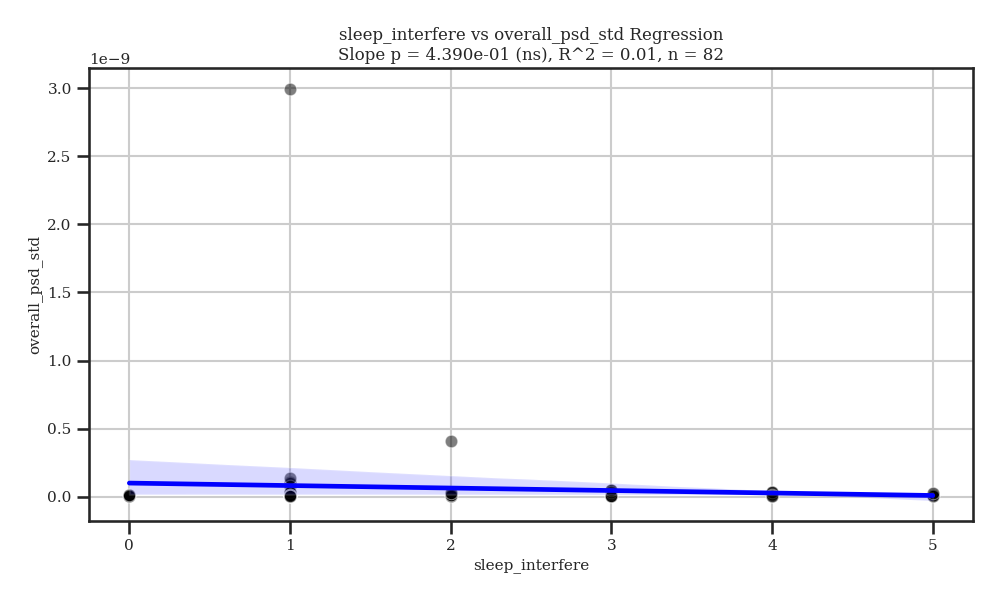 sleep_interfere vs overall_psd_std Regression
Slope p = 4.390e-01 (ns), R^2 = 0.01, n = 82
1e−9
3.0
2.5
2.0
1.5
1.0
0.5
0.0
overall_psd_std
0 1 2 3 4 5
sleep_interfere